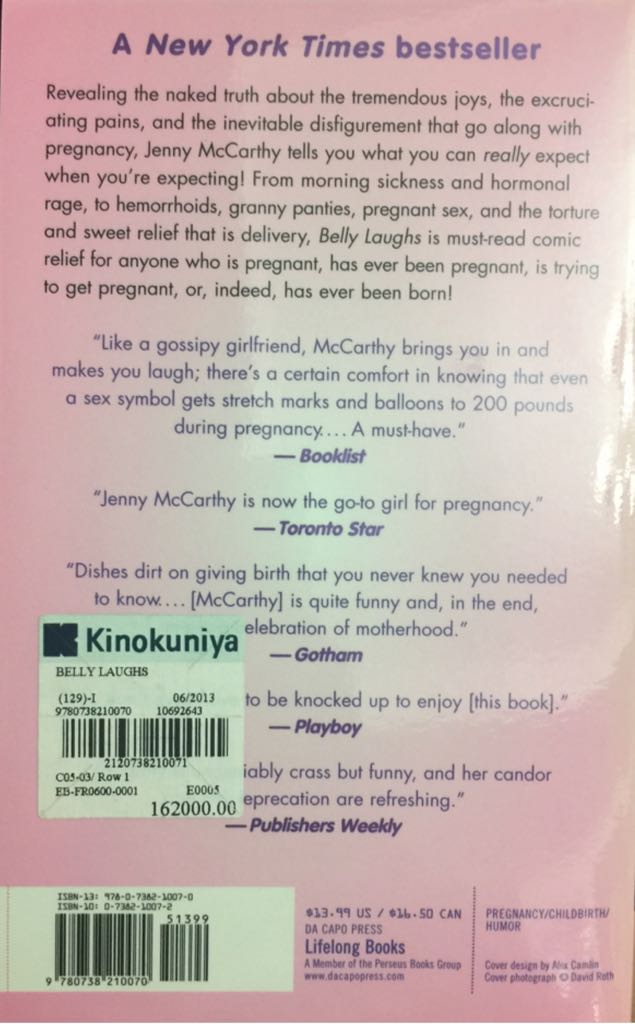 A New York Times bestseller
Revealing the naked truth about the tremendous joys, the excruci-
ating pains, and the inevitable disfigurement that go along with
pregnancy, Jenny McCarthy tells you what you can really expect
when you're expecting! From morning sickness and hormonal
rage, to hemorrhoids, granny panties, pregnant sex, and the torture
and sweet relief that is delivery, Belly Laughs is must-read comic
relief for anyone who is pregnant, has ever been pregnant, is trying
to get pregnant, or, indeed, has ever been born!
"Like a gossipy girlfriend, McCarthy brings you in and
makes you laugh; there's a certain comfort in knowing that even
a sex symbol gets stretch marks and balloons to 200 pounds
during pregnancy.... A must-have."
—Booklist
"Jenny McCarthy is now the go-to girl for pregnancy."
—Toronto Star
"Dishes dirt on giving birth that you never knew you needed
to know.... [McCarthy] is quite funny and, in the end,
elebration of motherhood."
—Gotham
to be knocked up to enjoy [this book]."
—Playboy
iably crass but funny, and her candor
eprecation are refreshing."
—Publishers Weekly
Kinokuniya
BELLY LAUGHS
(129)-I 06/2013
9780738210070 10692643
2120738210071
C05-03/ Row 1
EB-FR0600-0001 E0005
162000.00
ISBN-13: 978-0-7382-1007-0
ISBN-10: 0-7382-1007-2
51399
9 780738 210070
$13.99 US / $16.50 CAN
DA CAPO PRESS
Lifelong Books
A Member of the Perseus Books Group
www.dacapopress.com
PREGNANCY/CHILDBIRTH/
HUMOR
Cover design by Alex Camlin
Cover photograph © David Roth